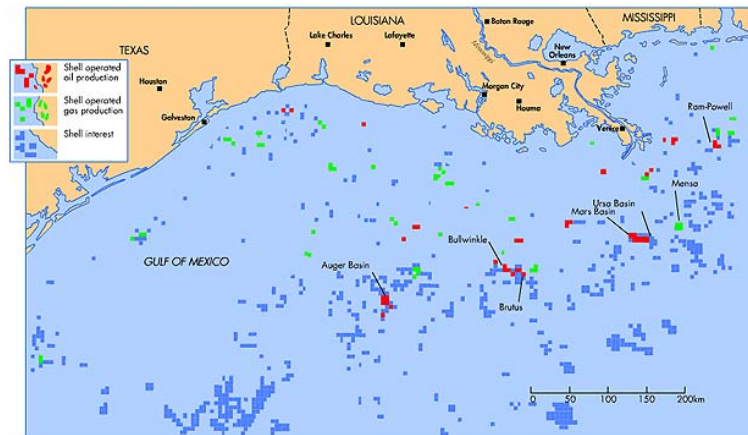 LOUISIANA
MISSISSIPPI
TEXAS
Baton Rouge
Lake Charles
Lafayette
Mississippi
New
Orleans
Shell operated
oil production
Houston
Morgan City
Houma
Shell operated
gas production
Galveston
Venice
Ram-Powell
Shell interest
Mensa
Ursa Basin
Mars Basin
Bullwinkle
GULF OF MEXICO
Auger Basin
Brutus
0 50 100 150 200km